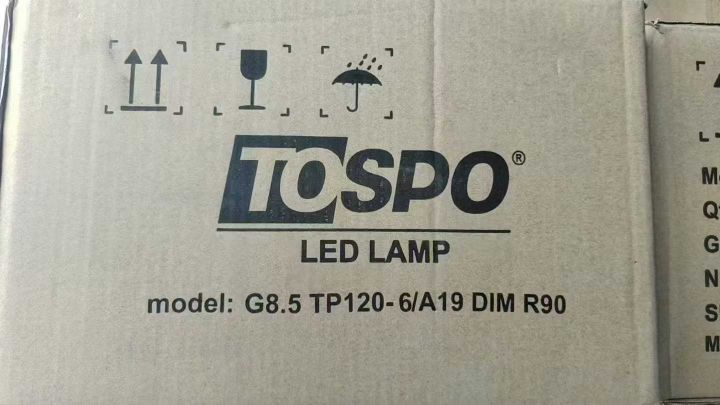 TOSPO®
LED LAMP
model: G8.5 TP120-6/A19 DIM R90